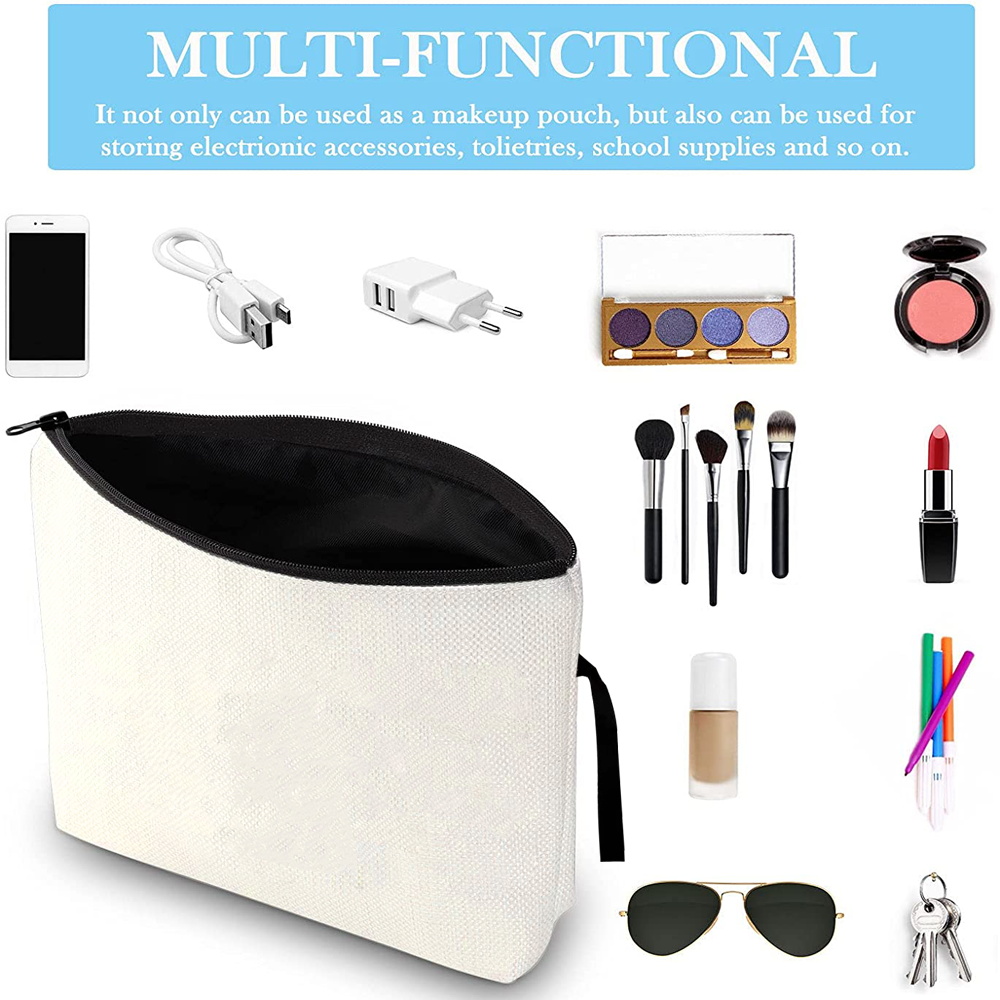 MULTI-FUNCTIONAL
It not only can be used as a makeup pouch, but also can be used for
storing electrionic accessories, tolietries, school supplies and so on.